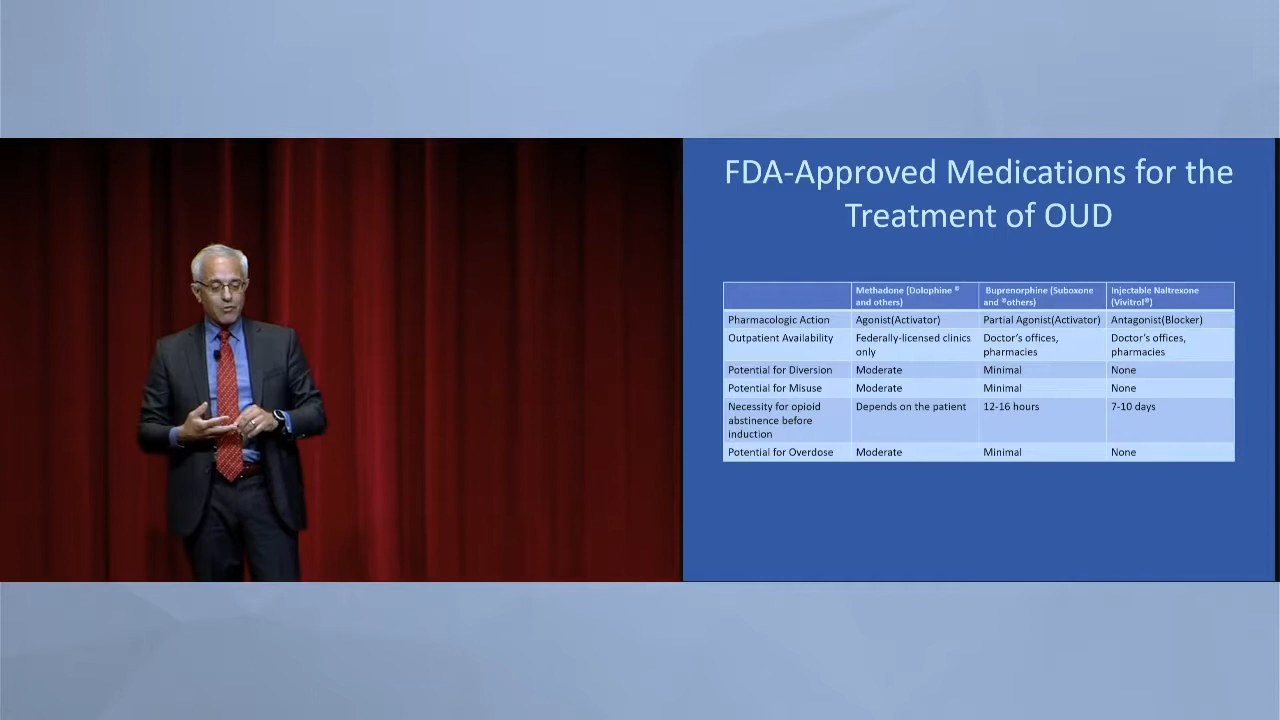 FDA-Approved Medications for the
Treatment of OUD
Methadone (Dolophine ® and others)
Buprenorphine (Suboxone and ®others)
Injectable Naltrexone (Vivitrol®)
Pharmacologic Action Agonist(Activator) Partial Agonist(Activator) Antagonist(Blocker)
Outpatient Availability Federally-licensed clinics only Doctor's offices, pharmacies Doctor's offices, pharmacies
Potential for Diversion Moderate Minimal None
Potential for Misuse Moderate Minimal None
Necessity for opioid abstinence before induction Depends on the patient 12-16 hours 7-10 days
Potential for Overdose Moderate Minimal None